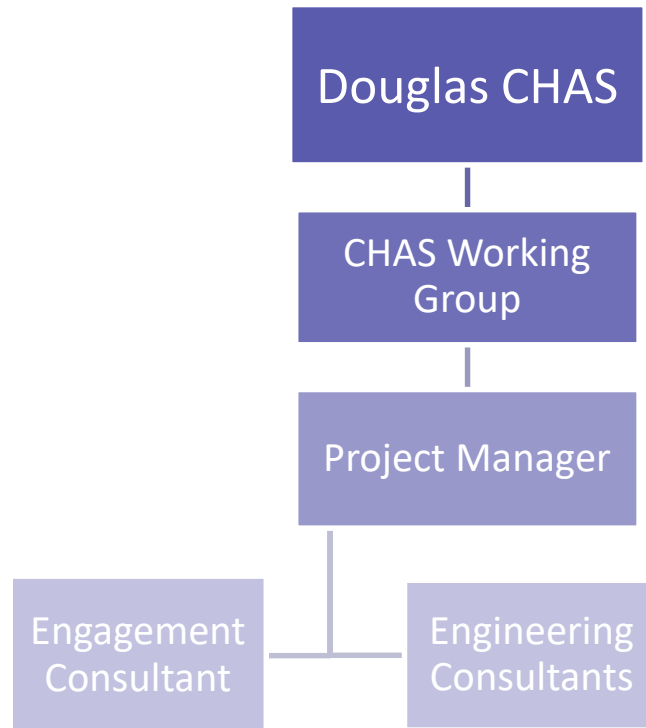 Douglas CHAS
CHAS Working
Group
Project Manager
Engagement
Consultant
Engineering
Consultants